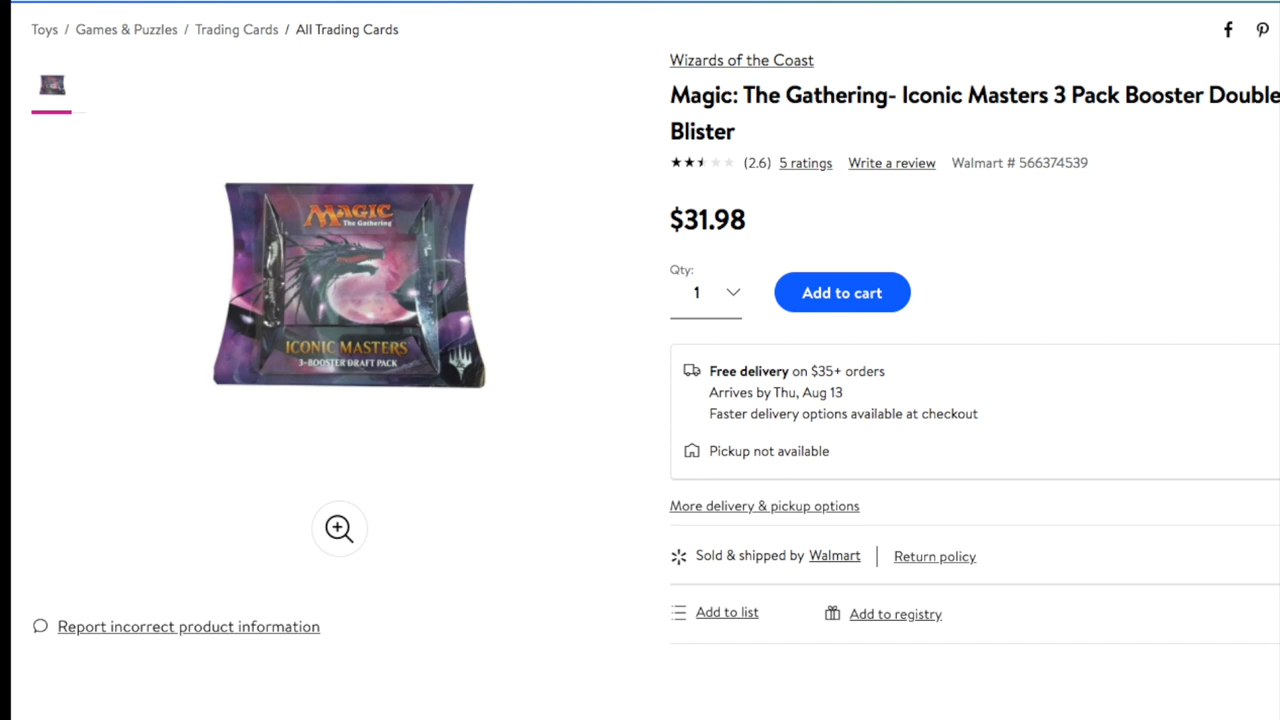 Toys / Games & Puzzles / Trading Cards / All Trading Cards
Wizards of the Coast
Magic: The Gathering- Iconic Masters 3 Pack Booster Double
Blister
(2.6) 5 ratings Write a review Walmart # 566374539
$31.98
Qty:
1
Add to cart
Free delivery on $35+ orders
Arrives by Thu, Aug 13
Faster delivery options available at checkout
Pickup not available
More delivery & pickup options
Sold & shipped by Walmart | Return policy
Add to list
Add to registry
MAGIC
The Gathering
ICONIC MASTERS
3-BOOSTER DRAFT PACK
Report incorrect product information